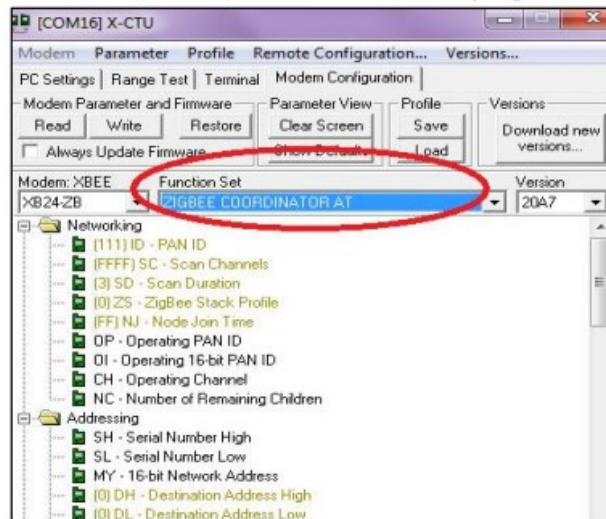 [COM16] X-CTU
Modem Parameter Profile Remote Configuration... Versions...
PC Settings Range Test Terminal Modem Configuration
Modem Parameter and Firmware Parameter View Profile Versions
Read Write Restore Clear Screen Save Download new versions...
Always Update Firmware Show Defaults Load
Modem: XBEE Function Set Version
XB24-ZB ZIGBEE COORDINATOR AT 20A7
Networking
(111) ID - PAN ID
(FFFF) SC - Scan Channels
(3) SD - Scan Duration
(0) ZS - ZigBee Stack Profile
(FF) NJ - Node Join Time
OP - Operating PAN ID
OI - Operating 16-bit PAN ID
CH - Operating Channel
NC - Number of Remaining Children
Addressing
SH - Serial Number High
SL - Serial Number Low
MY - 16-bit Network Address
(0) DH - Destination Address High
(0) DL - Destination Address Low